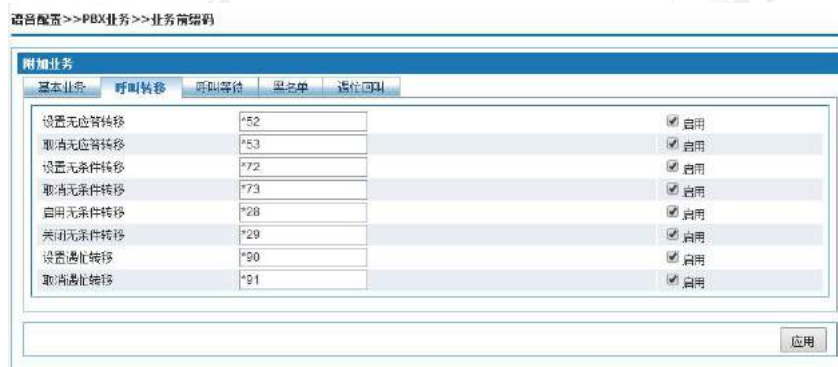 语音配置>>PBX业务>>业务前缀码
附加业务
基本业务 呼叫转移 呼叫等待 黑名单 遇忙回叫
设置无应答转移 *52 启用
取消无应答转移 *53 启用
设置无条件转移 *72 启用
取消无条件转移 *73 启用
启用无条件转移 *28 启用
关闭无条件转移 *29 启用
设置遇忙转移 *90 启用
取消遇忙转移 *91 启用
应用